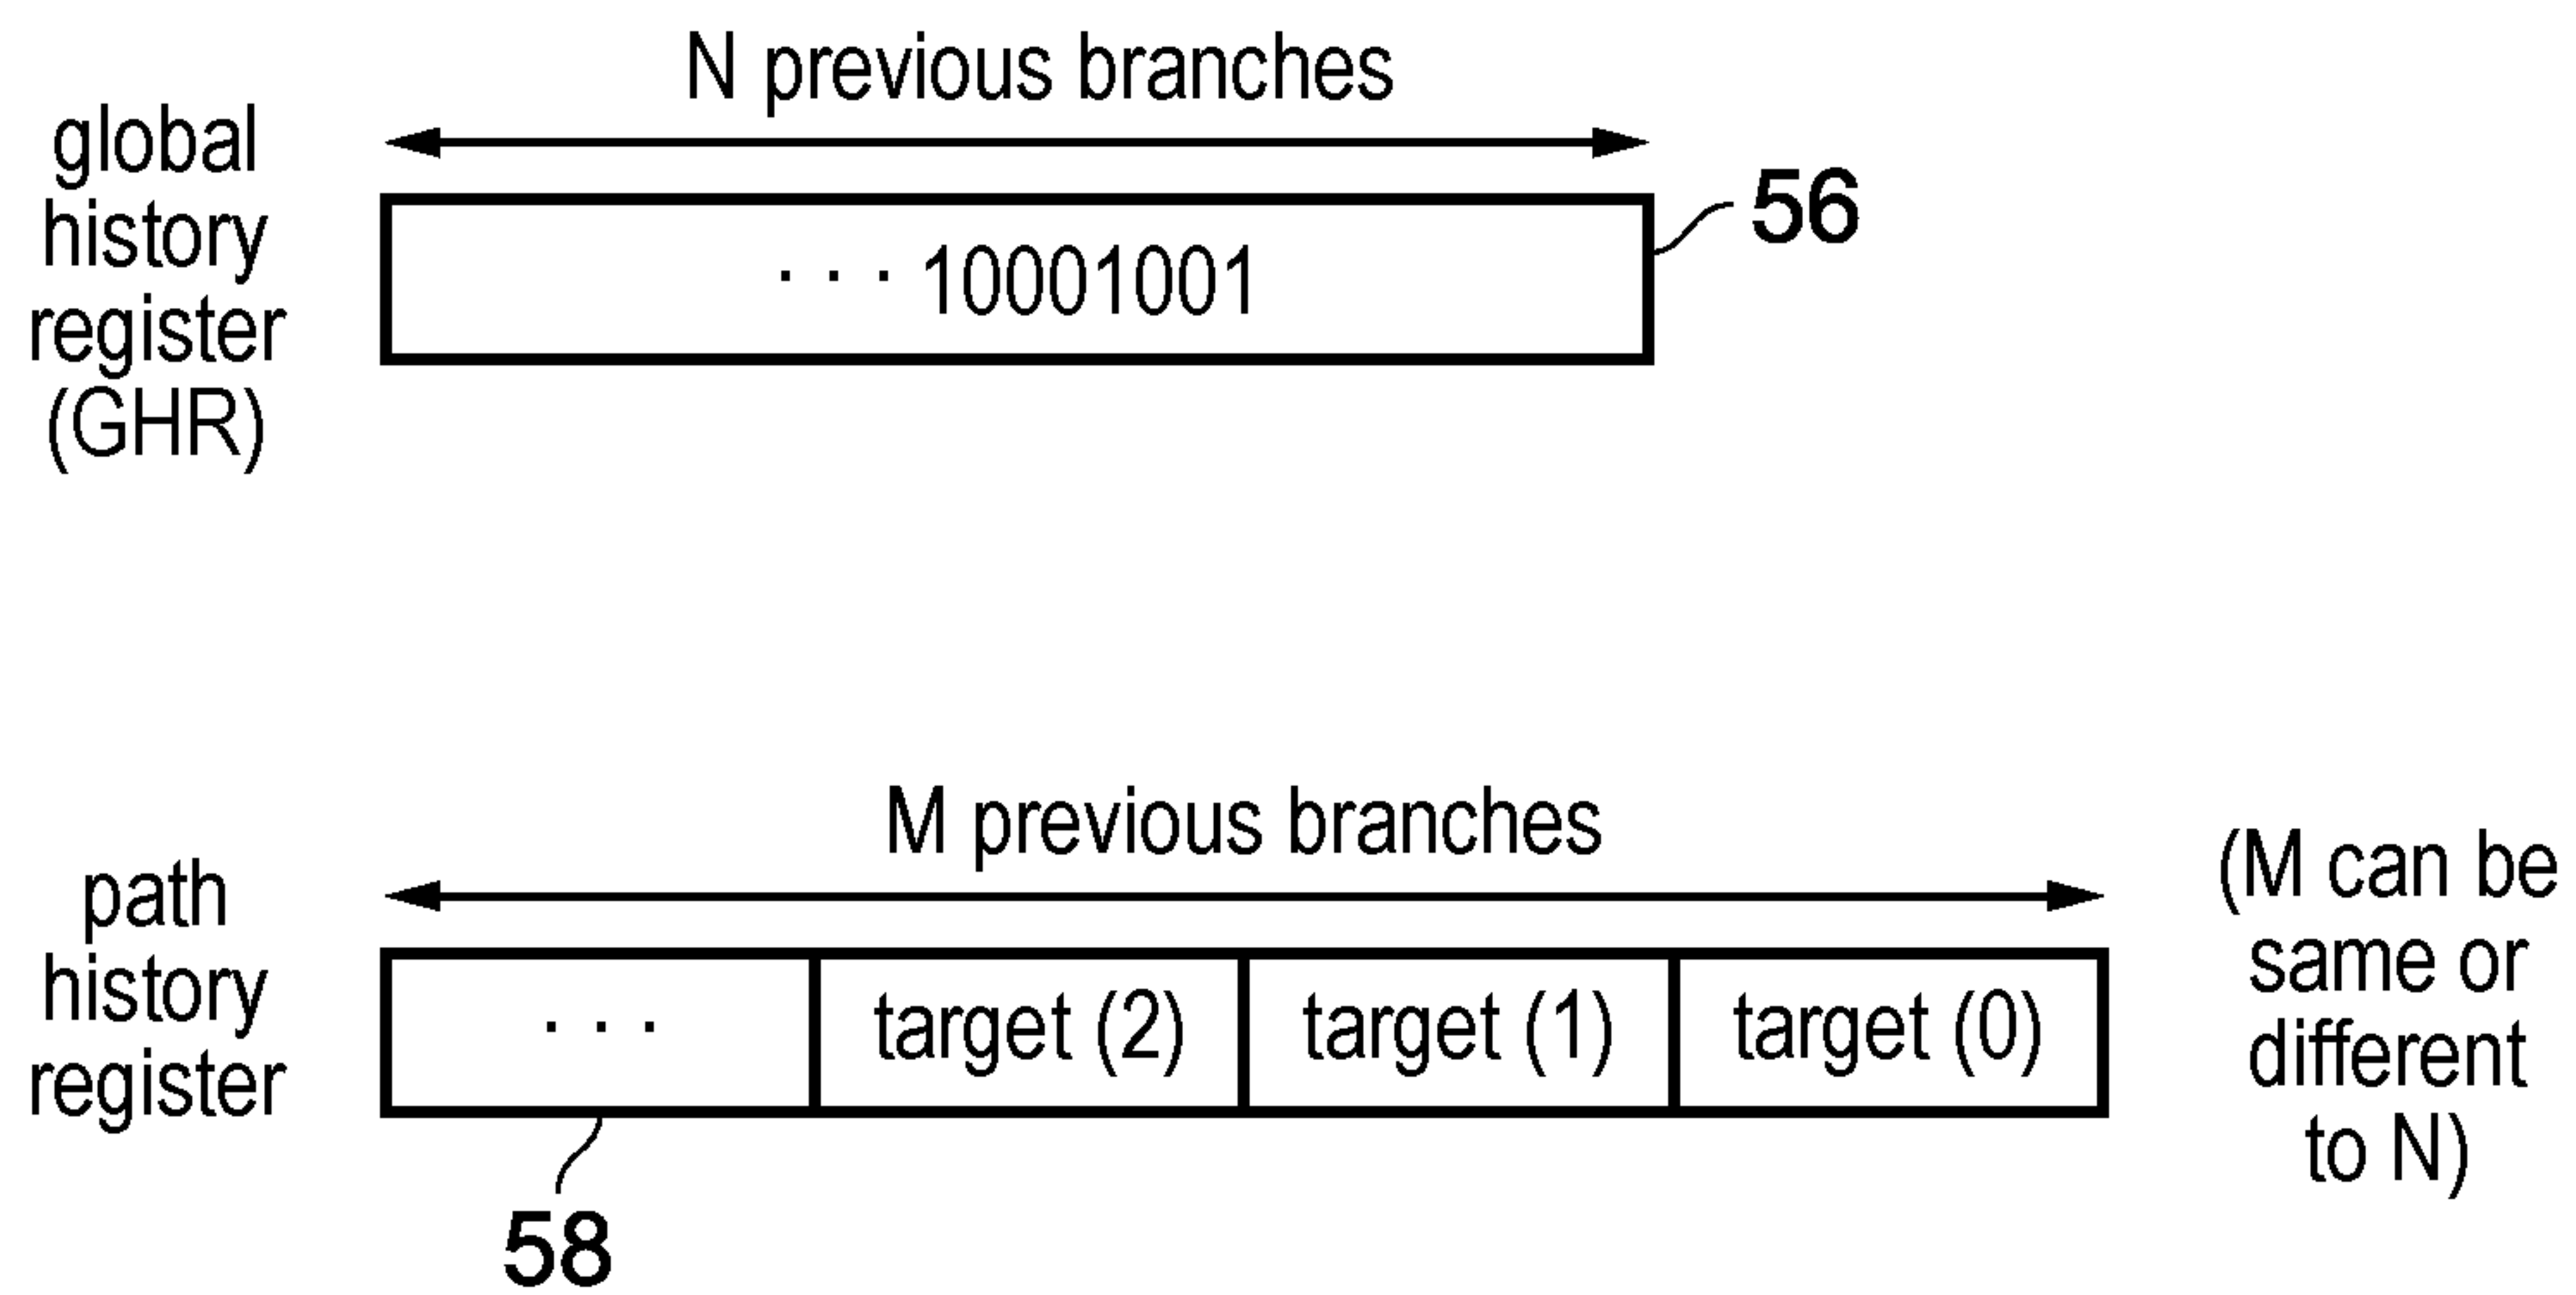 N previous branches
global
history
register
(GHR)
· · · 10001001
56
M previous branches
path
history
register
· · ·
target (2)
target (1)
target (0)
58
(M can be
same or
different
to N)